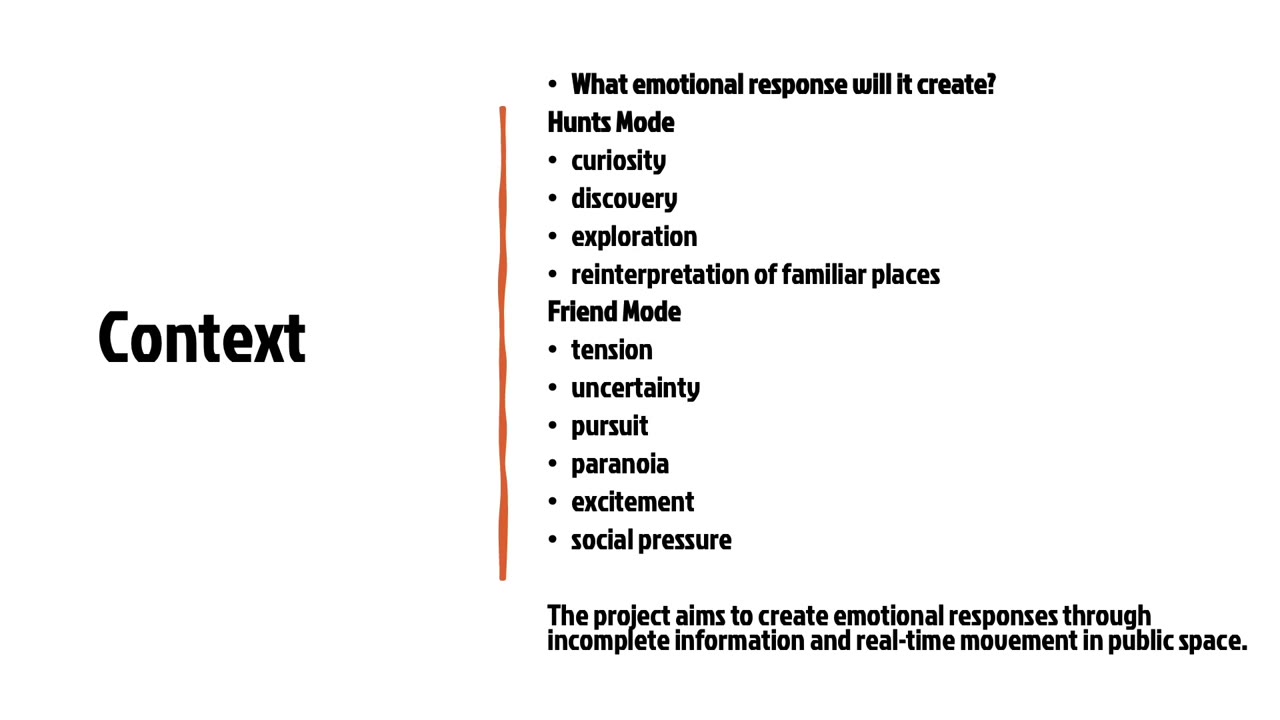 Context
• What emotional response will it create?
Hunts Mode
• curiosity
• discovery
• exploration
• reinterpretation of familiar places
Friend Mode
• tension
• uncertainty
• pursuit
• paranoia
• excitement
• social pressure
The project aims to create emotional responses through
incomplete information and real-time movement in public space.